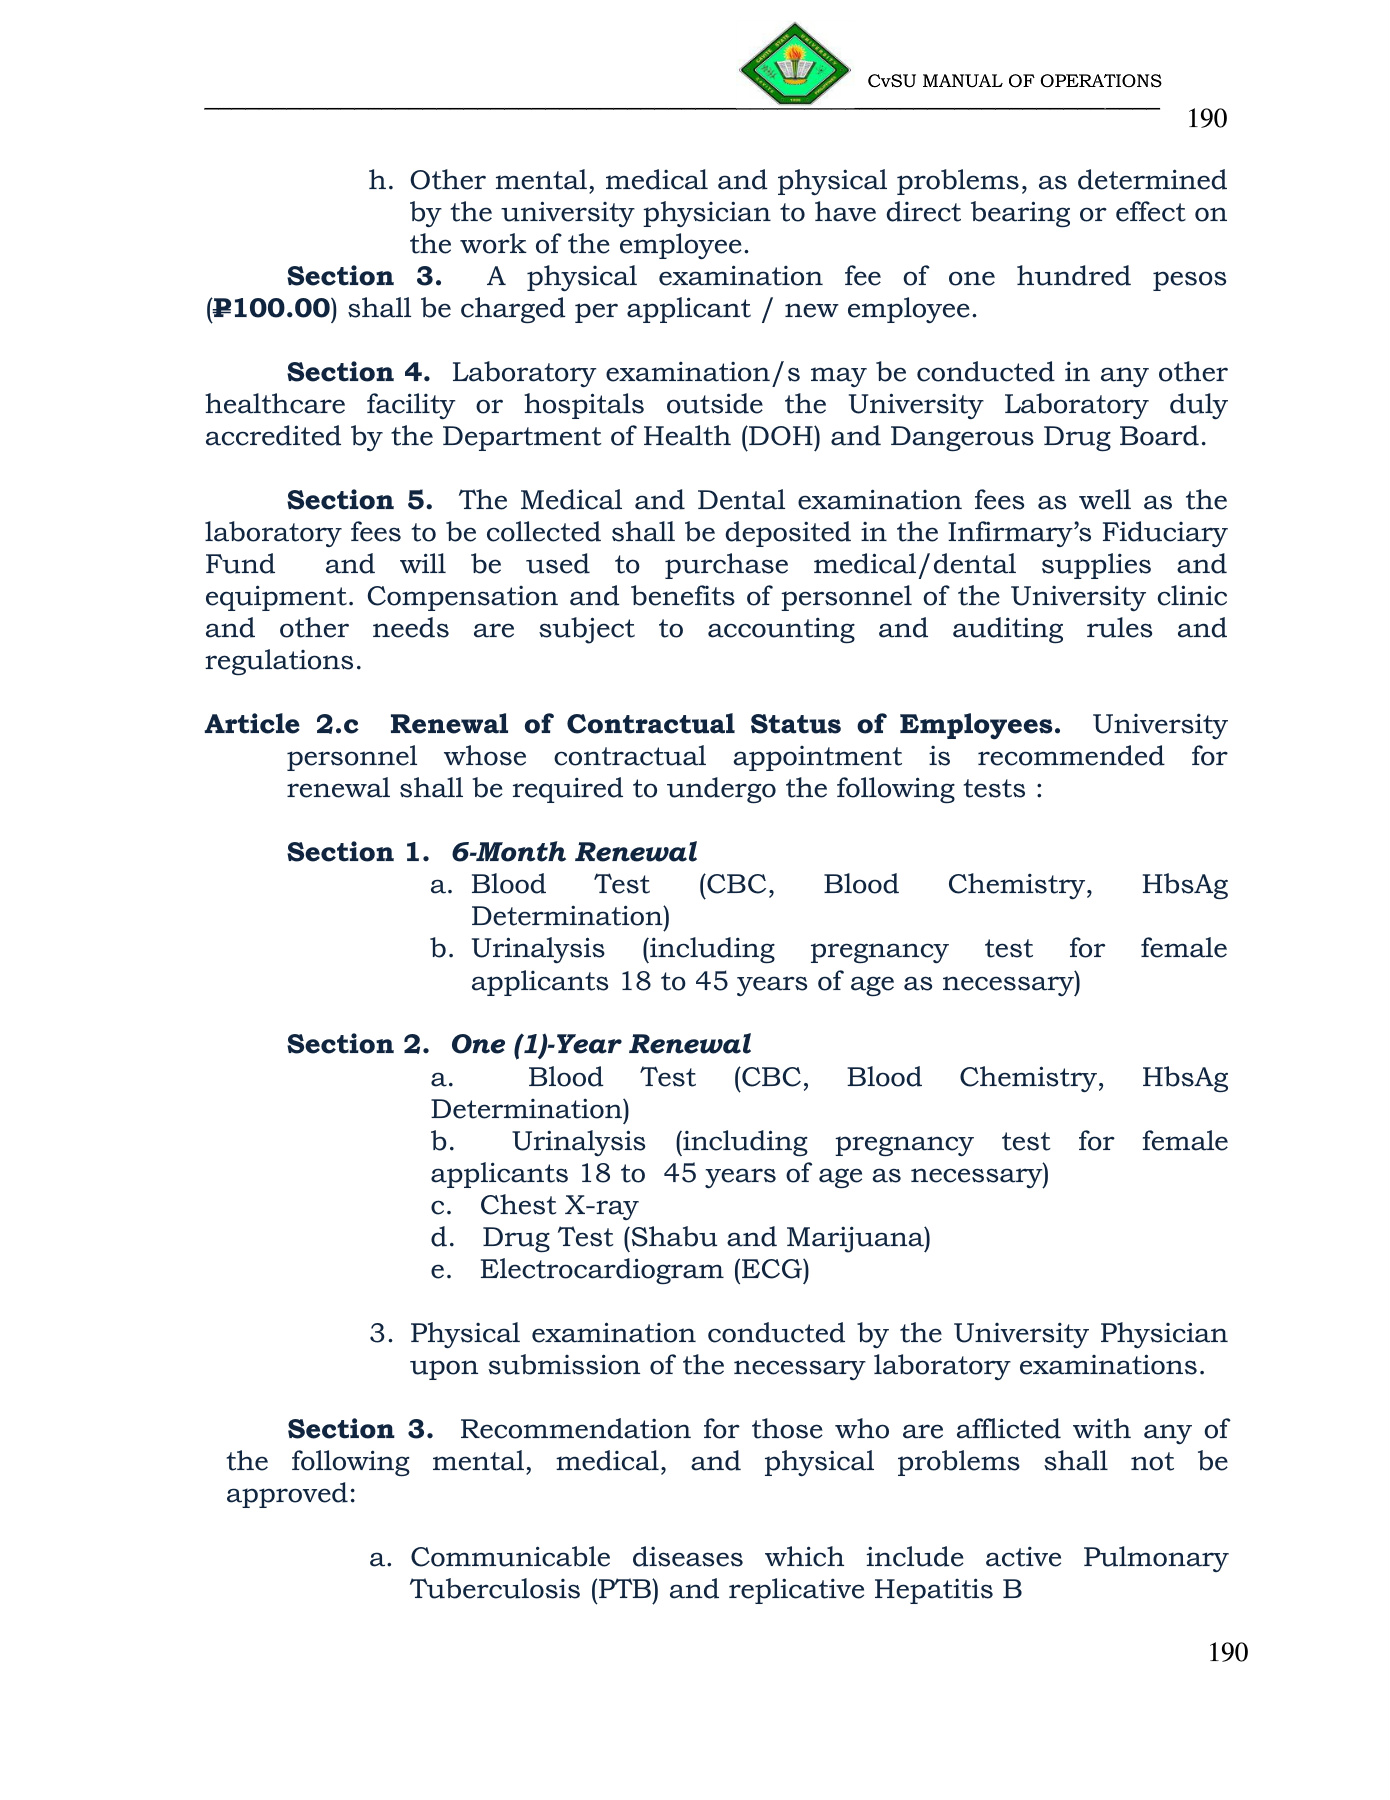 CvSU MANUAL OF OPERATIONS
190
h. Other mental, medical and physical problems, as determined
by the university physician to have direct bearing or effect on
the work of the employee.
Section 3. A physical examination fee of one hundred pesos
(₱100.00) shall be charged per applicant / new employee.
Section 4. Laboratory examination/s may be conducted in any other
healthcare facility or hospitals outside the University Laboratory duly
accredited by the Department of Health (DOH) and Dangerous Drug Board.
Section 5. The Medical and Dental examination fees as well as the
laboratory fees to be collected shall be deposited in the Infirmary’s Fiduciary
Fund and will be used to purchase medical/dental supplies and
equipment. Compensation and benefits of personnel of the University clinic
and other needs are subject to accounting and auditing rules and
regulations.
Article 2.c Renewal of Contractual Status of Employees. University
personnel whose contractual appointment is recommended for
renewal shall be required to undergo the following tests :
Section 1. 6-Month Renewal
a. Blood Test (CBC, Blood Chemistry, HbsAg
Determination)
b. Urinalysis (including pregnancy test for female
applicants 18 to 45 years of age as necessary)
Section 2. One (1)-Year Renewal
a. Blood Test (CBC, Blood Chemistry, HbsAg
Determination)
b. Urinalysis (including pregnancy test for female
applicants 18 to 45 years of age as necessary)
c. Chest X-ray
d. Drug Test (Shabu and Marijuana)
e. Electrocardiogram (ECG)
3. Physical examination conducted by the University Physician
upon submission of the necessary laboratory examinations.
Section 3. Recommendation for those who are afflicted with any of
the following mental, medical, and physical problems shall not be
approved:
a. Communicable diseases which include active Pulmonary
Tuberculosis (PTB) and replicative Hepatitis B
190